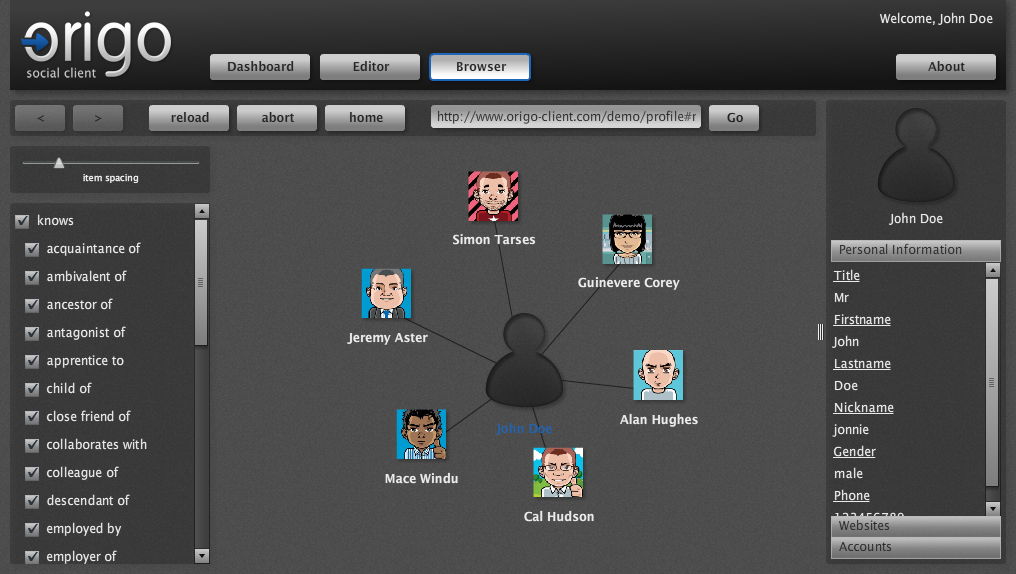 Welcome, John Doe
origo
social client
Dashboard
Editor
Browser
About
<
>
reload
abort
home
http://www.origo-client.com/demo/profile#r
Go
item spacing
knows
acquaintance of
ambivalent of
ancestor of
antagonist of
apprentice to
child of
close friend of
collaborates with
colleague of
descendant of
employed by
employer of
Simon Tarses
Guinevere Corey
Jeremy Aster
Alan Hughes
John Doe
Mace Windu
Cal Hudson
John Doe
Personal Information
Title
Mr
Firstname
John
Lastname
Doe
Nickname
jonnie
Gender
male
Phone
123456789
Websites
Accounts